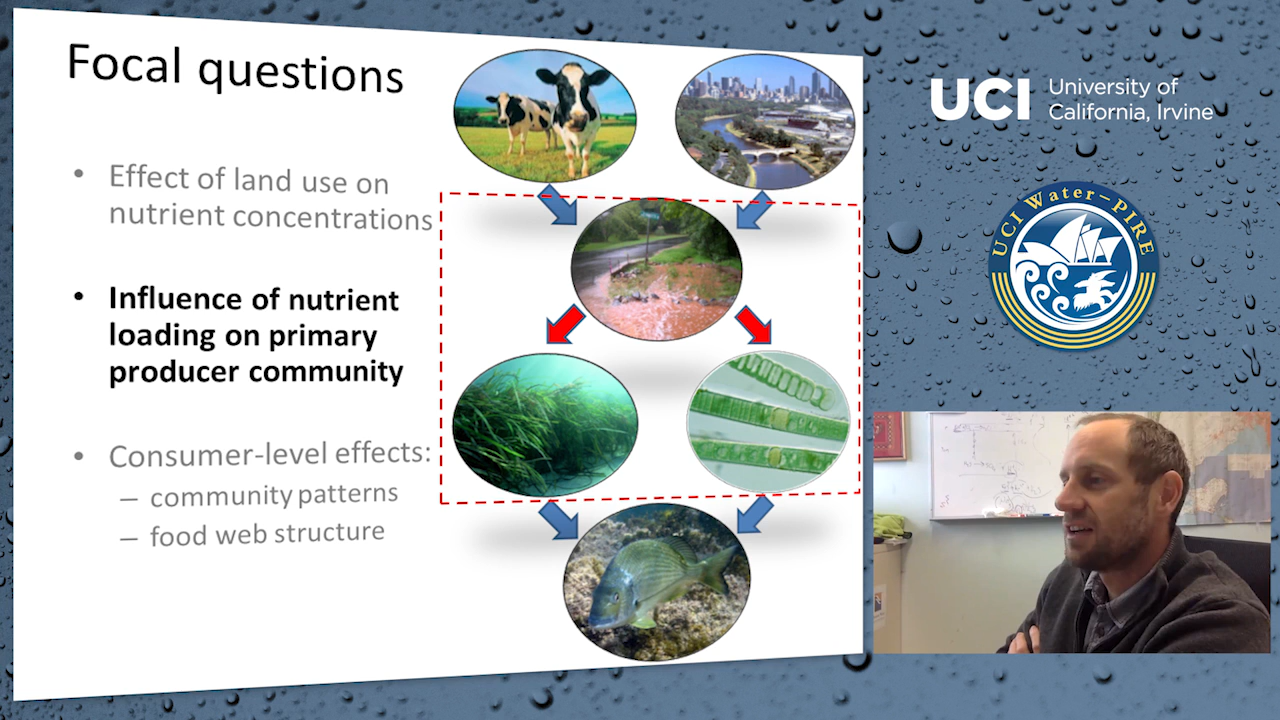 Focal questions
• Effect of land use on
nutrient concentrations
• Influence of nutrient
loading on primary
producer community
• Consumer-level effects:
– community patterns
– food web structure
UCI University of
California, Irvine
UCI Water-PIRE